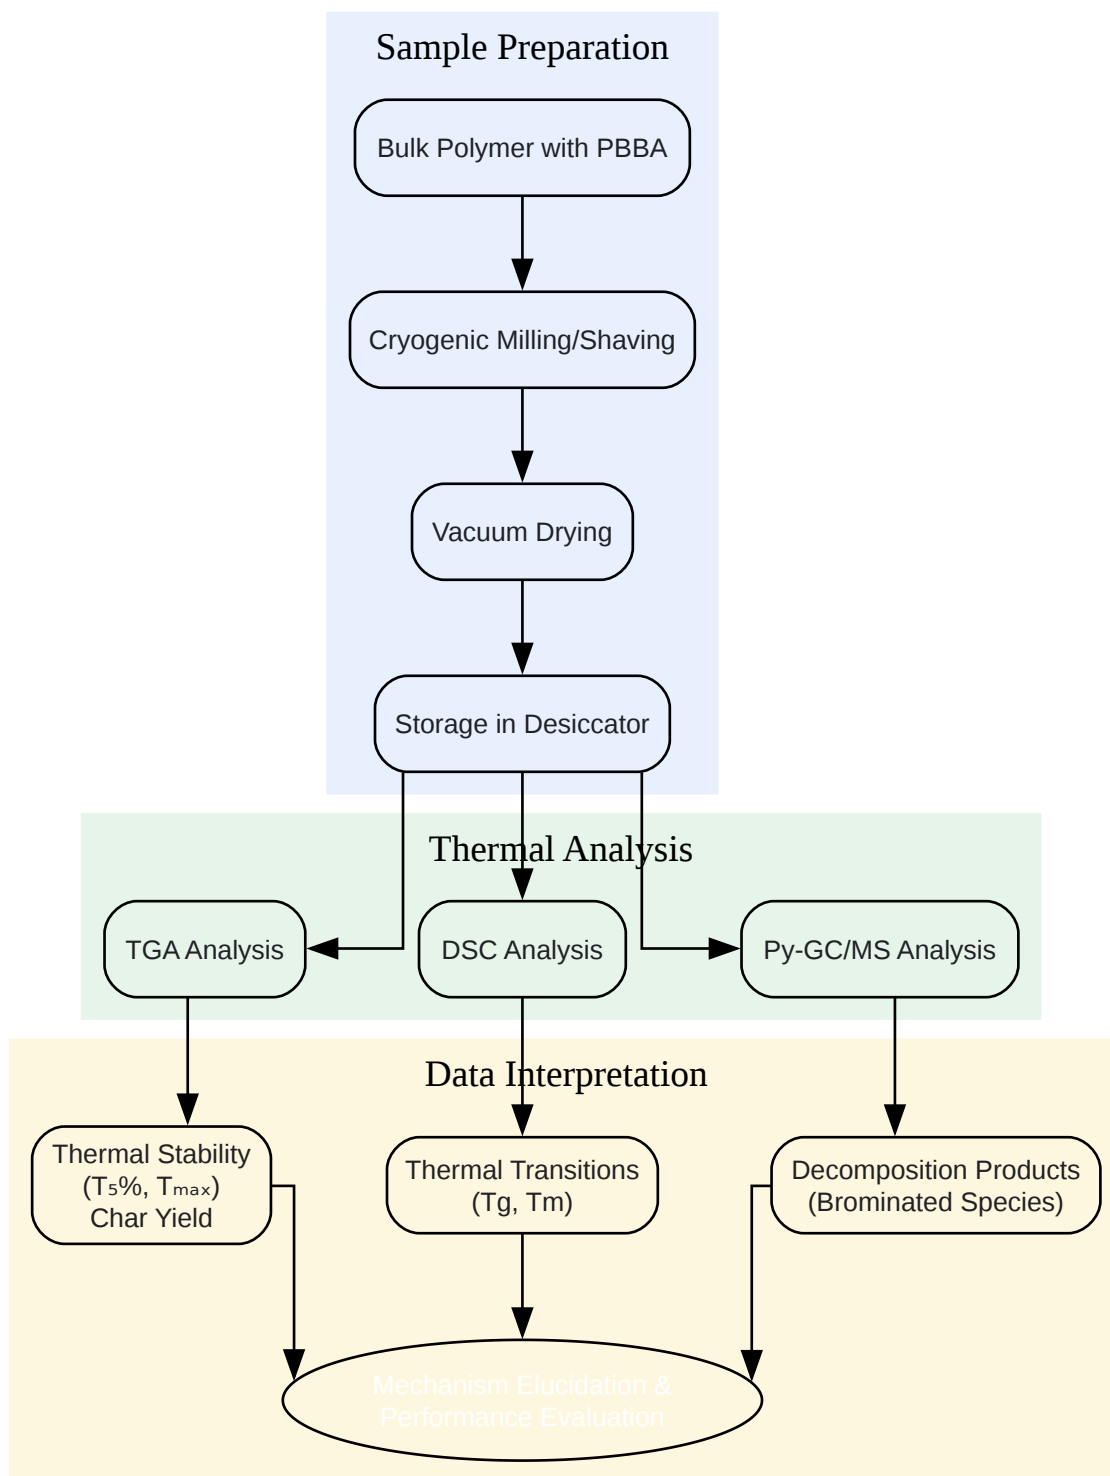 Sample Preparation
Bulk Polymer with PBBA
Cryogenic Milling/Shaving
Vacuum Drying
Storage in Desiccator
Thermal Analysis
TGA Analysis
DSC Analysis
Py-GC/MS Analysis
Data Interpretation
Thermal Stability
(T₅%, Tₘₐₓ)
Char Yield
Thermal Transitions
(Tg, Tm)
Decomposition Products
(Brominated Species)
Mechanism Elucidation &
Performance Evaluation